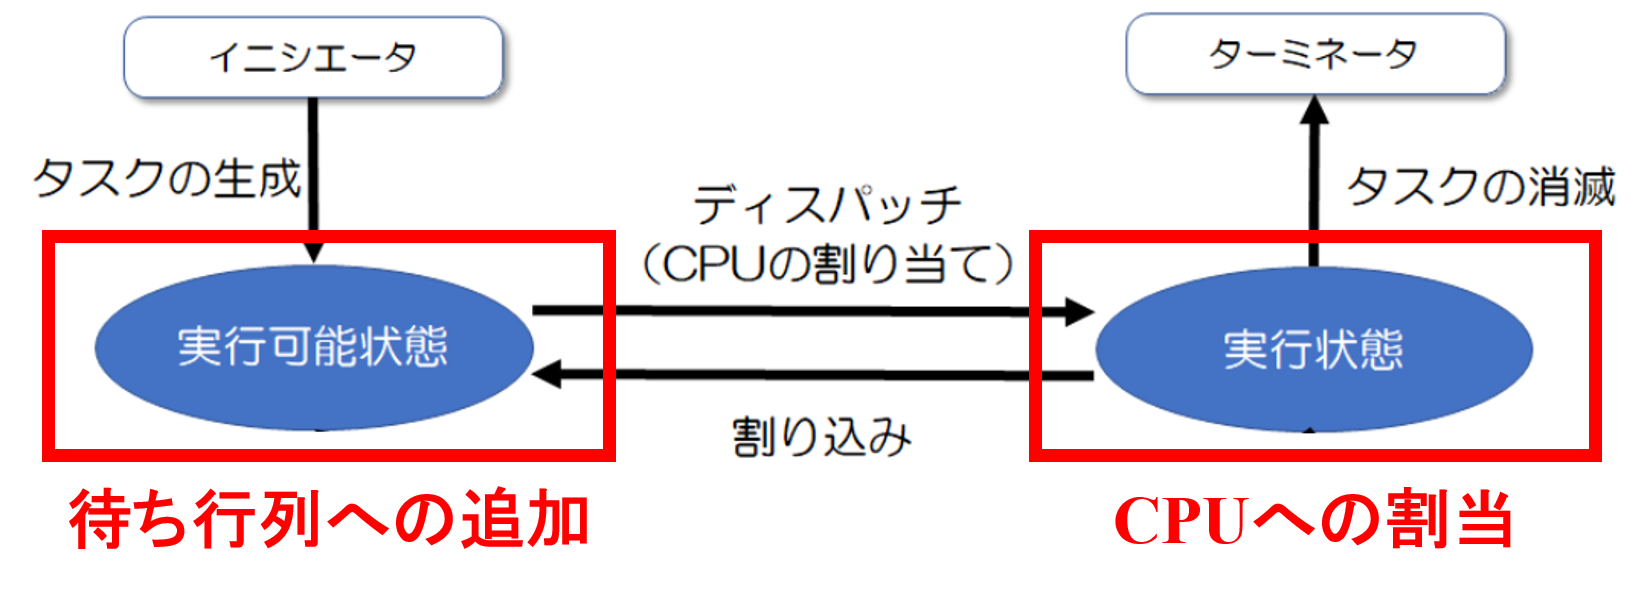 イニシエータ
ターミネータ
タスクの生成
タスクの消滅
ディスパッチ
（CPUの割り当て）
実行可能状態
実行状態
割り込み
待ち行列への追加
CPUへの割当